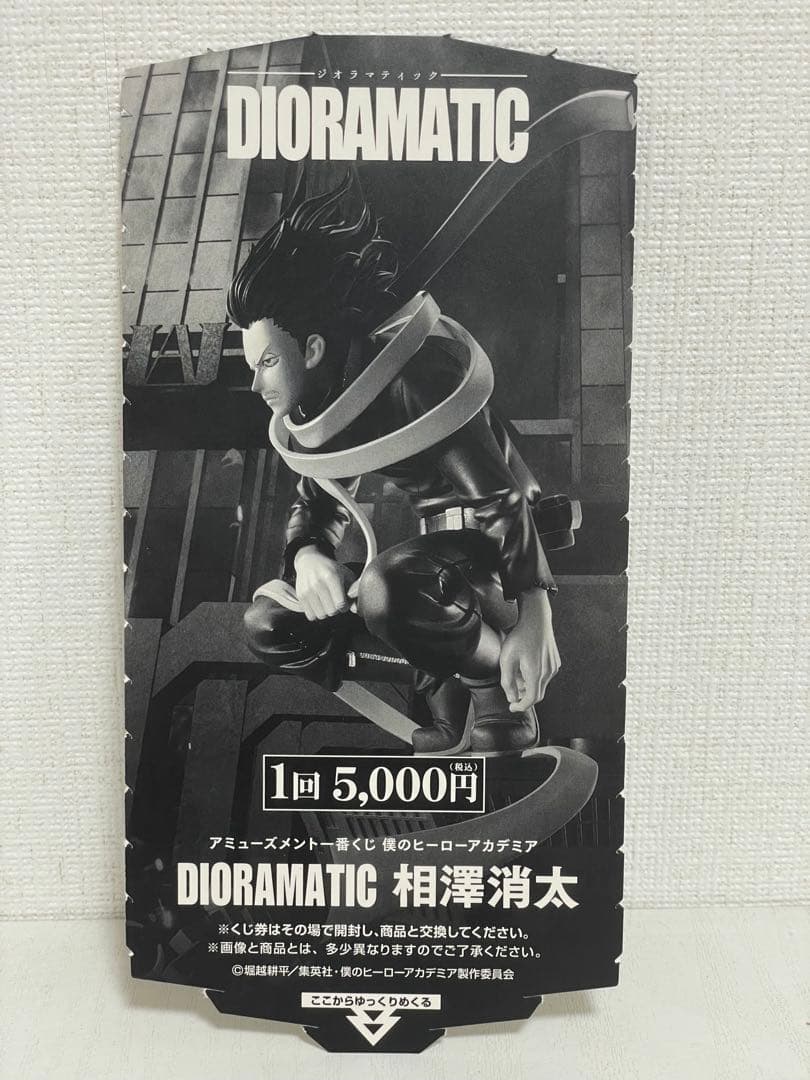 ジオラマティック
DIORAMATIC
W
1回 5,000円(税込)
アミューズメント一番くじ 僕のヒーローアカデミア
DIORAMATIC 相澤消太
※くじ券はその場で開封し、商品と交換してください。
※画像と商品とは、多少異なりますのでご了承ください。
©堀越耕平/集英社・僕のヒーローアカデミア製作委員会
ここからゆっくりめくる